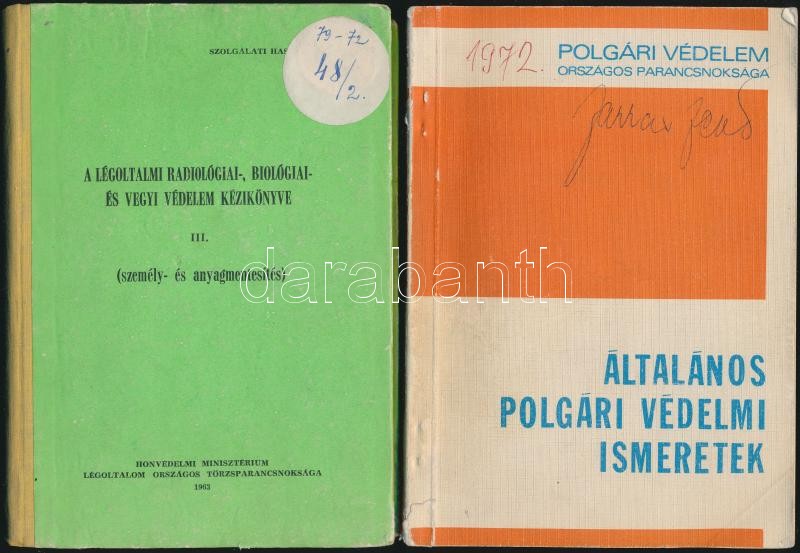 SZOLGÁLATI
79-72
48/2.
A LÉGOLTALMI RADIOLÓGIAI-, BIOLÓGIAI-
ÉS VEGYI VÉDELEM KÉZIKÖNYVE
III.
(személy- és anyagmentesítés)
HONVÉDELMI MINISZTÉRIUM
LÉGOLTALOM ORSZÁGOS TÖRZSPARANCSNOKSÁGA
1963
1972.
POLGÁRI VÉDELEM
ORSZÁGOS PARANCSNOKSÁGA
ÁLTALÁNOS
POLGÁRI VÉDELMI
ISMERETEK
darabanth